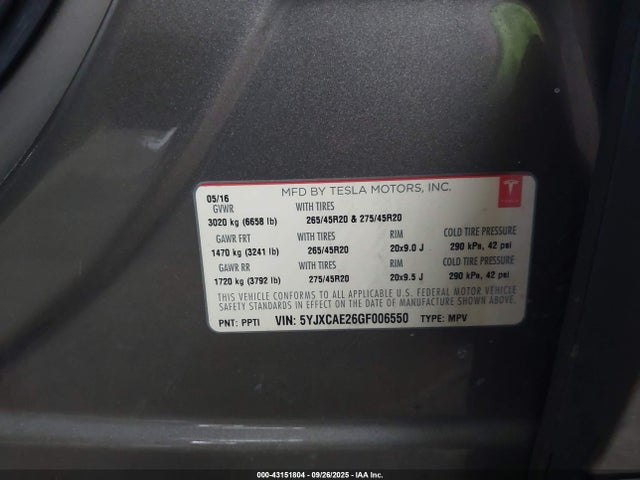 05/16 MFD BY TESLA MOTORS, INC.
TESLA
GVWR WITH TIRES
3020 kg (6658 lb) 265/45R20 & 275/45R20
GAWR FRT WITH TIRES RIM COLD TIRE PRESSURE
1470 kg (3241 lb) 265/45R20 20x9.0 J 290 kPa, 42 psi
GAWR RR WITH TIRES RIM COLD TIRE PRESSURE
1720 kg (3792 lb) 275/45R20 20x9.5 J 290 kPa, 42 psi
THIS VEHICLE CONFORMS TO ALL APPLICABLE U.S. FEDERAL MOTOR VEHICLE
SAFETY STANDARDS IN EFFECT ON THE DATE OF MANUFACTURE SHOWN ABOVE.
PNT: PPTI VIN: 5YJXCAE26GF006550 TYPE: MPV
000-43151804 - 09/26/2025 - IAA Inc.